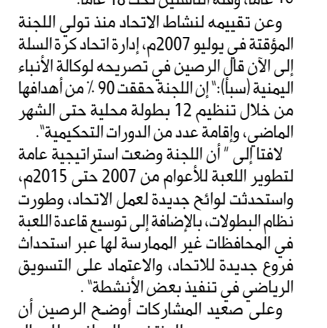 عاما، وفئة الناشئين تحت 18 عاما.
وعن تقييمه لنشاط الاتحاد منذ تولي اللجنة
المؤقتة في يوليو 2007م، إدارة اتحاد كرة السلة
إلى الآن قال الرصين في تصريحه لوكالة الأنباء
اليمنية (سبأ):" إن اللجنة حققت 90 ٪ من أهدافها
من خلال تنظيم 12 بطولة محلية حتى الشهر
الماضي، وإقامة عدد من الدورات التحكيمية".
لافتا إلى " أن اللجنة وضعت استراتيجية عامة
لتطوير اللعبة للأعوام من 2007 حتى 2015م،
واستحدثت لوائح جديدة لعمل الاتحاد، وطورت
نظام البطولات، بالإضافة إلى توسيع قاعدة اللعبة
في المحافظات غير الممارسة لها عبر استحداث
فروع جديدة للاتحاد، والاعتماد على التسويق
الرياضي في تنفيذ بعض الأنشطة" .
وعلى صعيد المشاركات أوضح الرصين أن